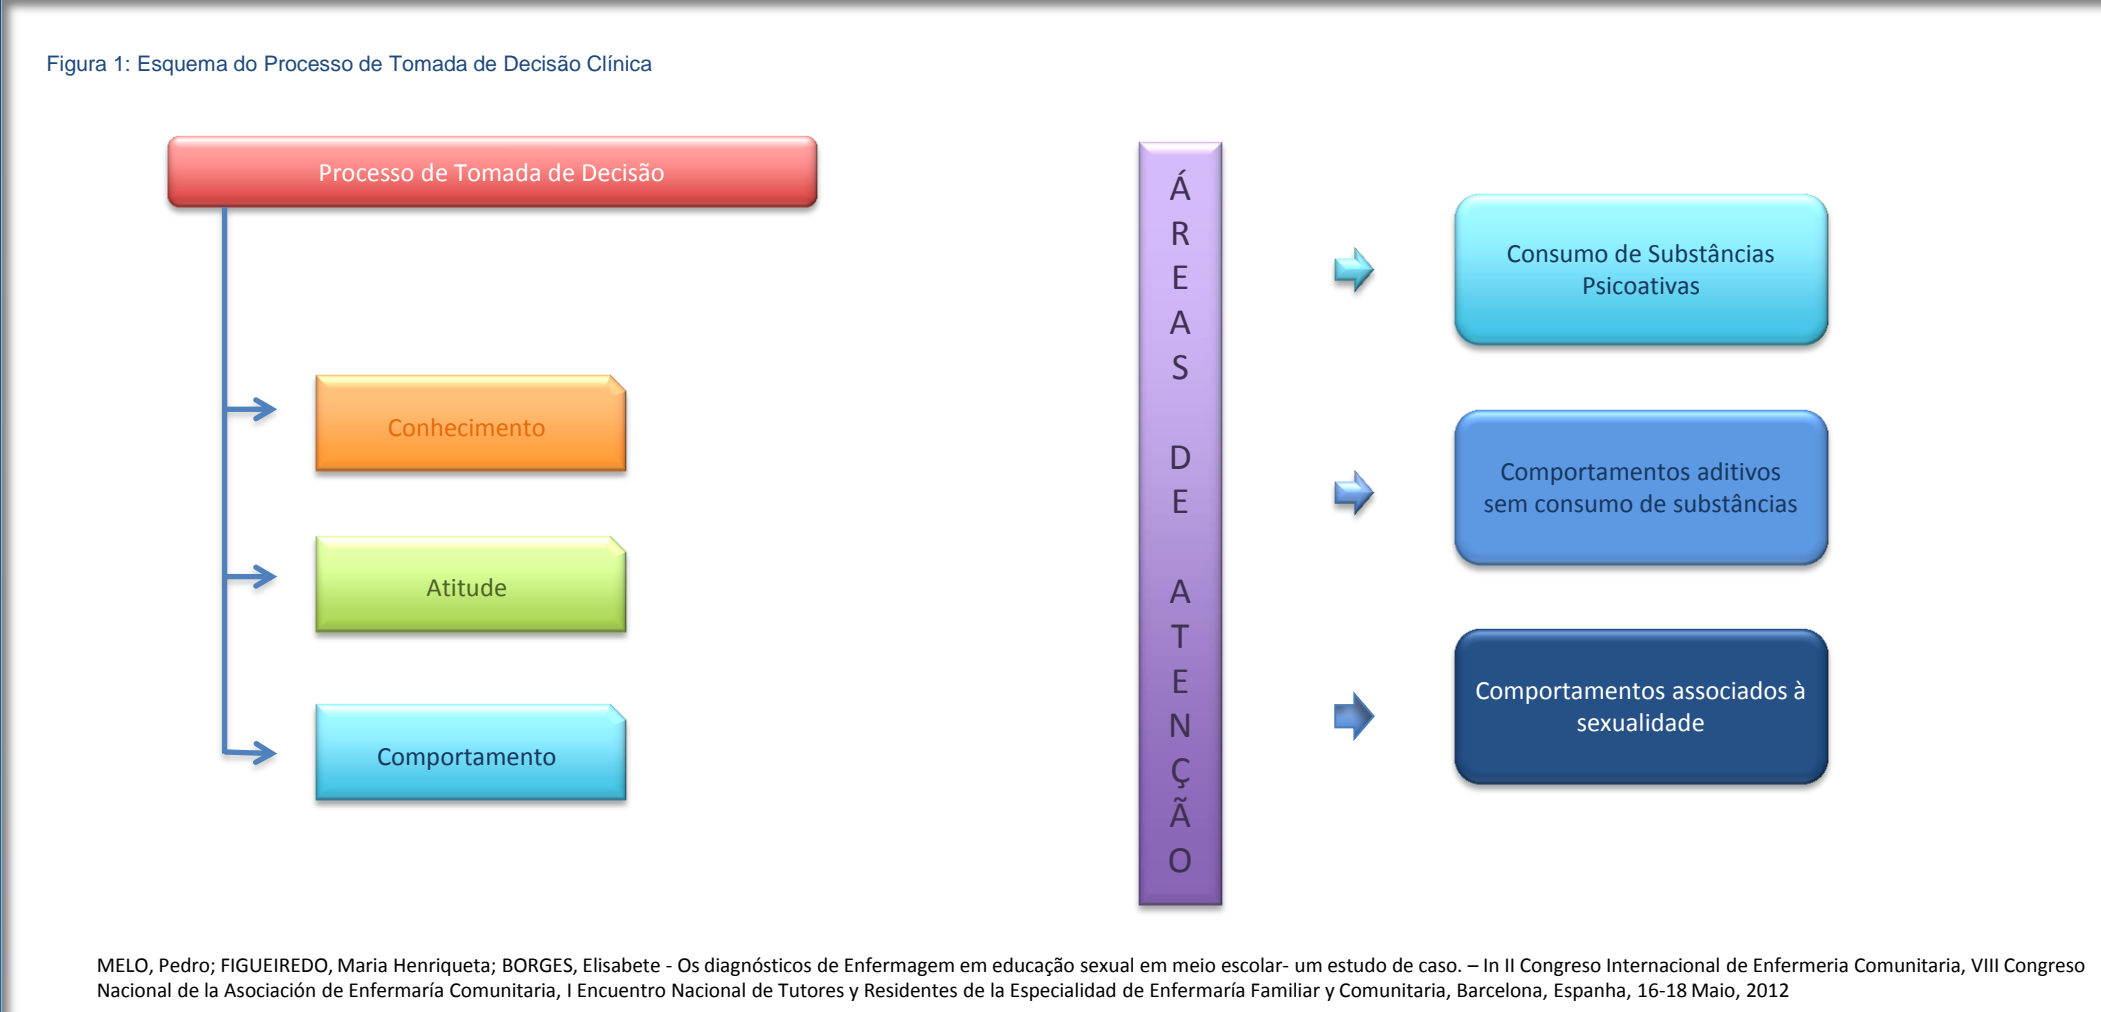 Figura 1: Esquema do Processo de Tomada de Decisão Clínica
Processo de Tomada de Decisão
Conhecimento
Atitude
Comportamento
ÁREAS DE ATENÇÃO
Consumo de Substâncias
Psicoativas
Comportamentos aditivos
sem consumo de substâncias
Comportamentos associados à
sexualidade
MELO, Pedro; FIGUEIREDO, Maria Henriqueta; BORGES, Elisabete - Os diagnósticos de Enfermagem em educação sexual em meio escolar- um estudo de caso. – In II Congreso Internacional de Enfermeria Comunitaria, VIII Congreso
Nacional de la Asociación de Enfermaría Comunitaria, I Encuentro Nacional de Tutores y Residentes de la Especialidad de Enfermaría Familiar y Comunitaria, Barcelona, Espanha, 16-18 Maio, 2012